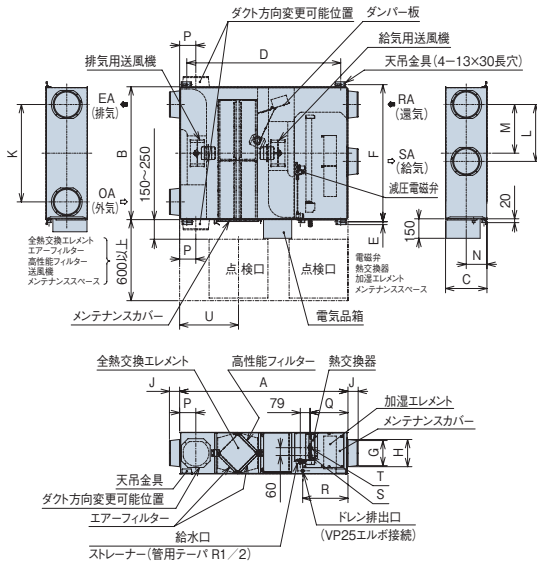 ダクト方向変更可能位置
ダンパー板
P
D
給気用送風機
排気用送風機
天吊金具(4−13×30長穴)
EA
(排気)
RA
(還気)
K
B
F
M
L
SA
(給気)
OA
(外気)
150~250
減圧電磁弁
20
150
E
N
C
全熱交換エレメント
エアーフィルター
高性能フィルター
送風機
メンテナンススペース
600以上
P
点検口
点検口
電磁弁
熱交換器
加湿エレメント
メンテナンススペース
メンテナンスカバー
U
電気品箱
全熱交換エレメント
高性能フィルター
熱交換器
J
A
J
P
79
Q
加湿エレメント
メンテナンスカバー
G
H
60
R
T
S
天吊金具
ダクト方向変更可能位置
エアーフィルター
ドレン排出口
(VP25エルボ接続)
給水口
ストレーナー(管用テーパ R1/2)